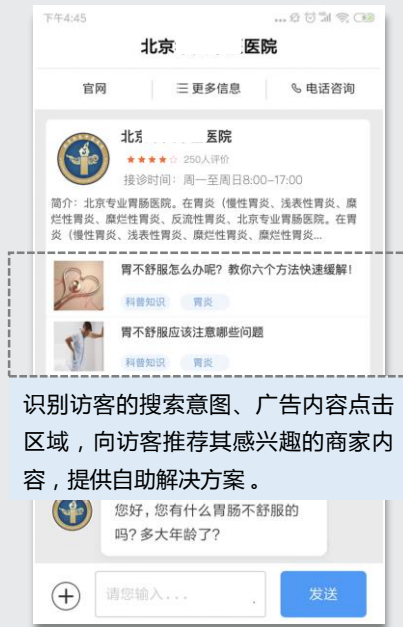 下午4:45
北京 医院
官网
更多信息
电话咨询
北京 医院
250人评价
接诊时间：周一至周日8:00-17:00
简介：北京专业胃肠医院。在胃炎（慢性胃炎、浅表性胃炎、糜
烂性胃炎、糜烂性胃炎、反流性胃炎、北京专业胃肠医院。在胃
炎（慢性胃炎、浅表性胃炎、糜烂性胃炎、糜烂性胃炎...
胃不舒服怎么办呢？教你六个方法快速缓解！
科普知识 胃炎
胃不舒服应该注意哪些问题
科普知识 胃炎
识别访客的搜索意图、广告内容点击
区域，向访客推荐其感兴趣的商家内
容，提供自助解决方案。
您好，您有什么胃肠不舒服的
吗？多大年龄了？
请您输入...
发送